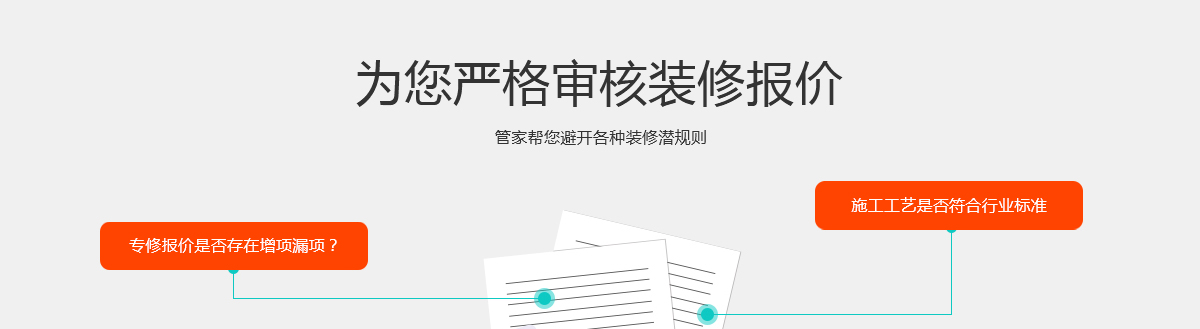 为您严格审核装修报价
管家帮您避开各种装修潜规则
施工工艺是否符合行业标准
专修报价是否存在增项漏项？